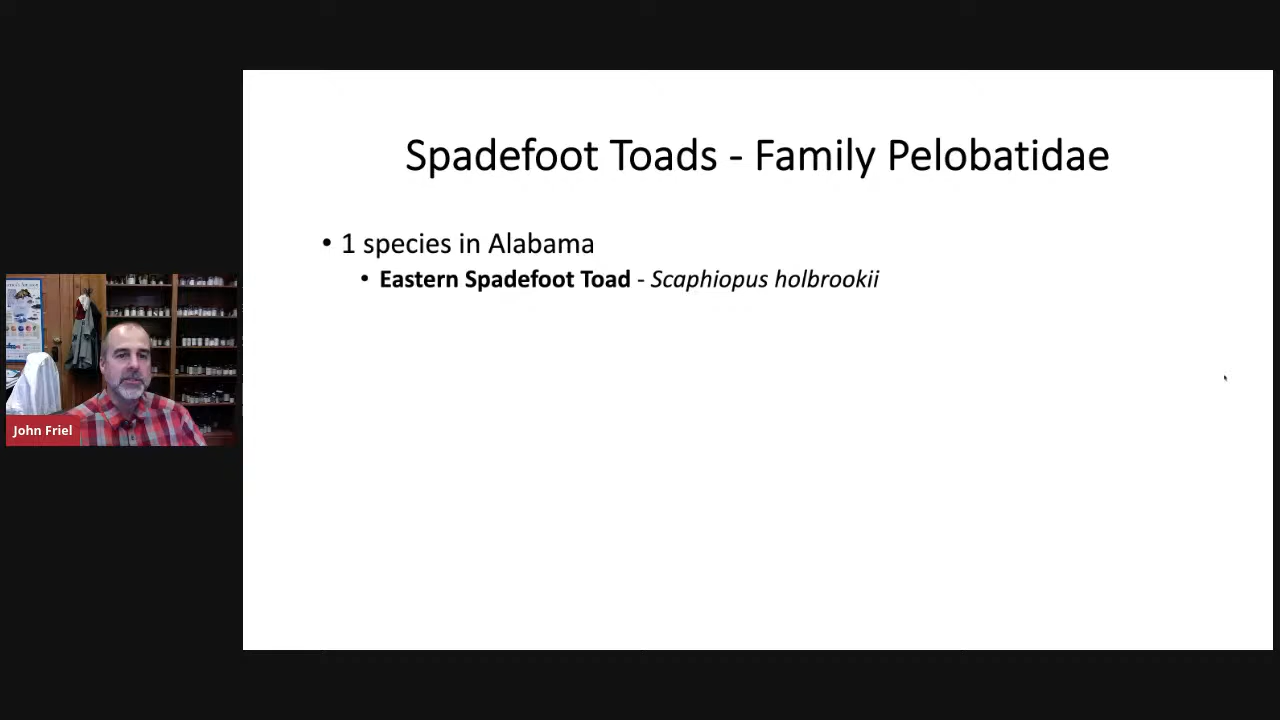 Spadefoot Toads - Family Pelobatidae
• 1 species in Alabama
• Eastern Spadefoot Toad - Scaphiopus holbrookii
John Friel